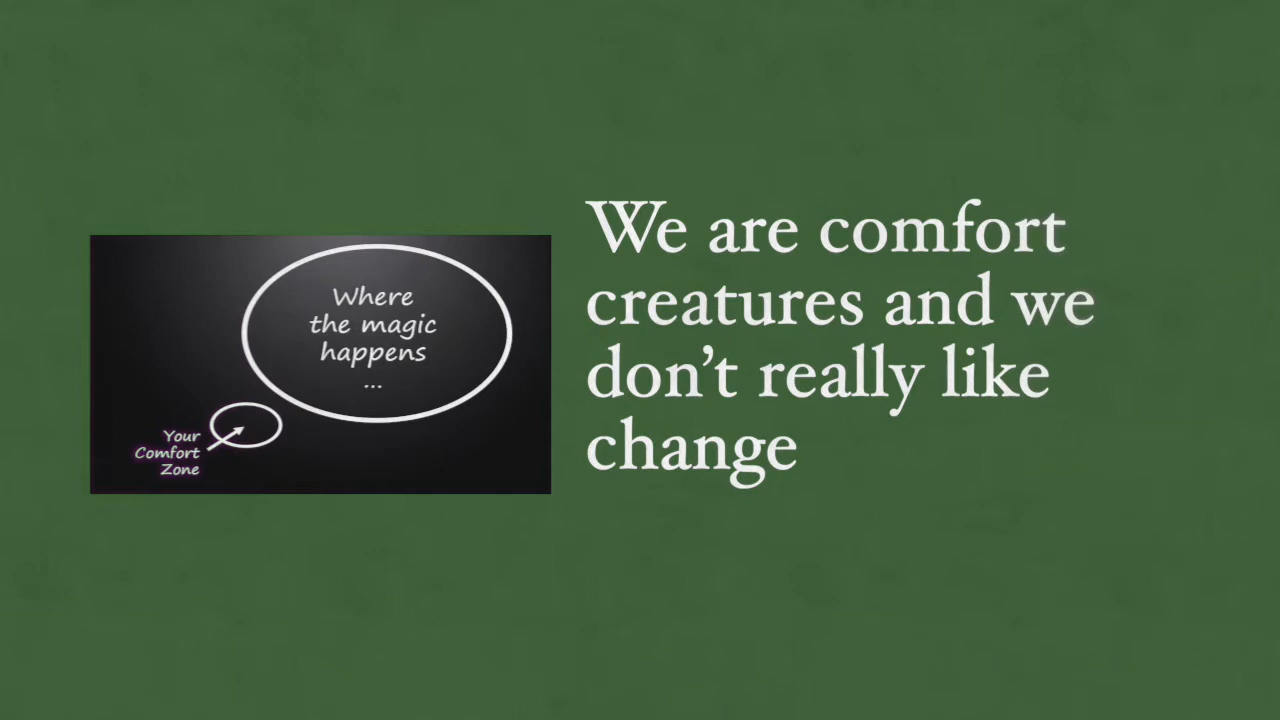 Where
the magic
happens
...
Your
Comfort
Zone
We are comfort
creatures and we
don’t really like
change